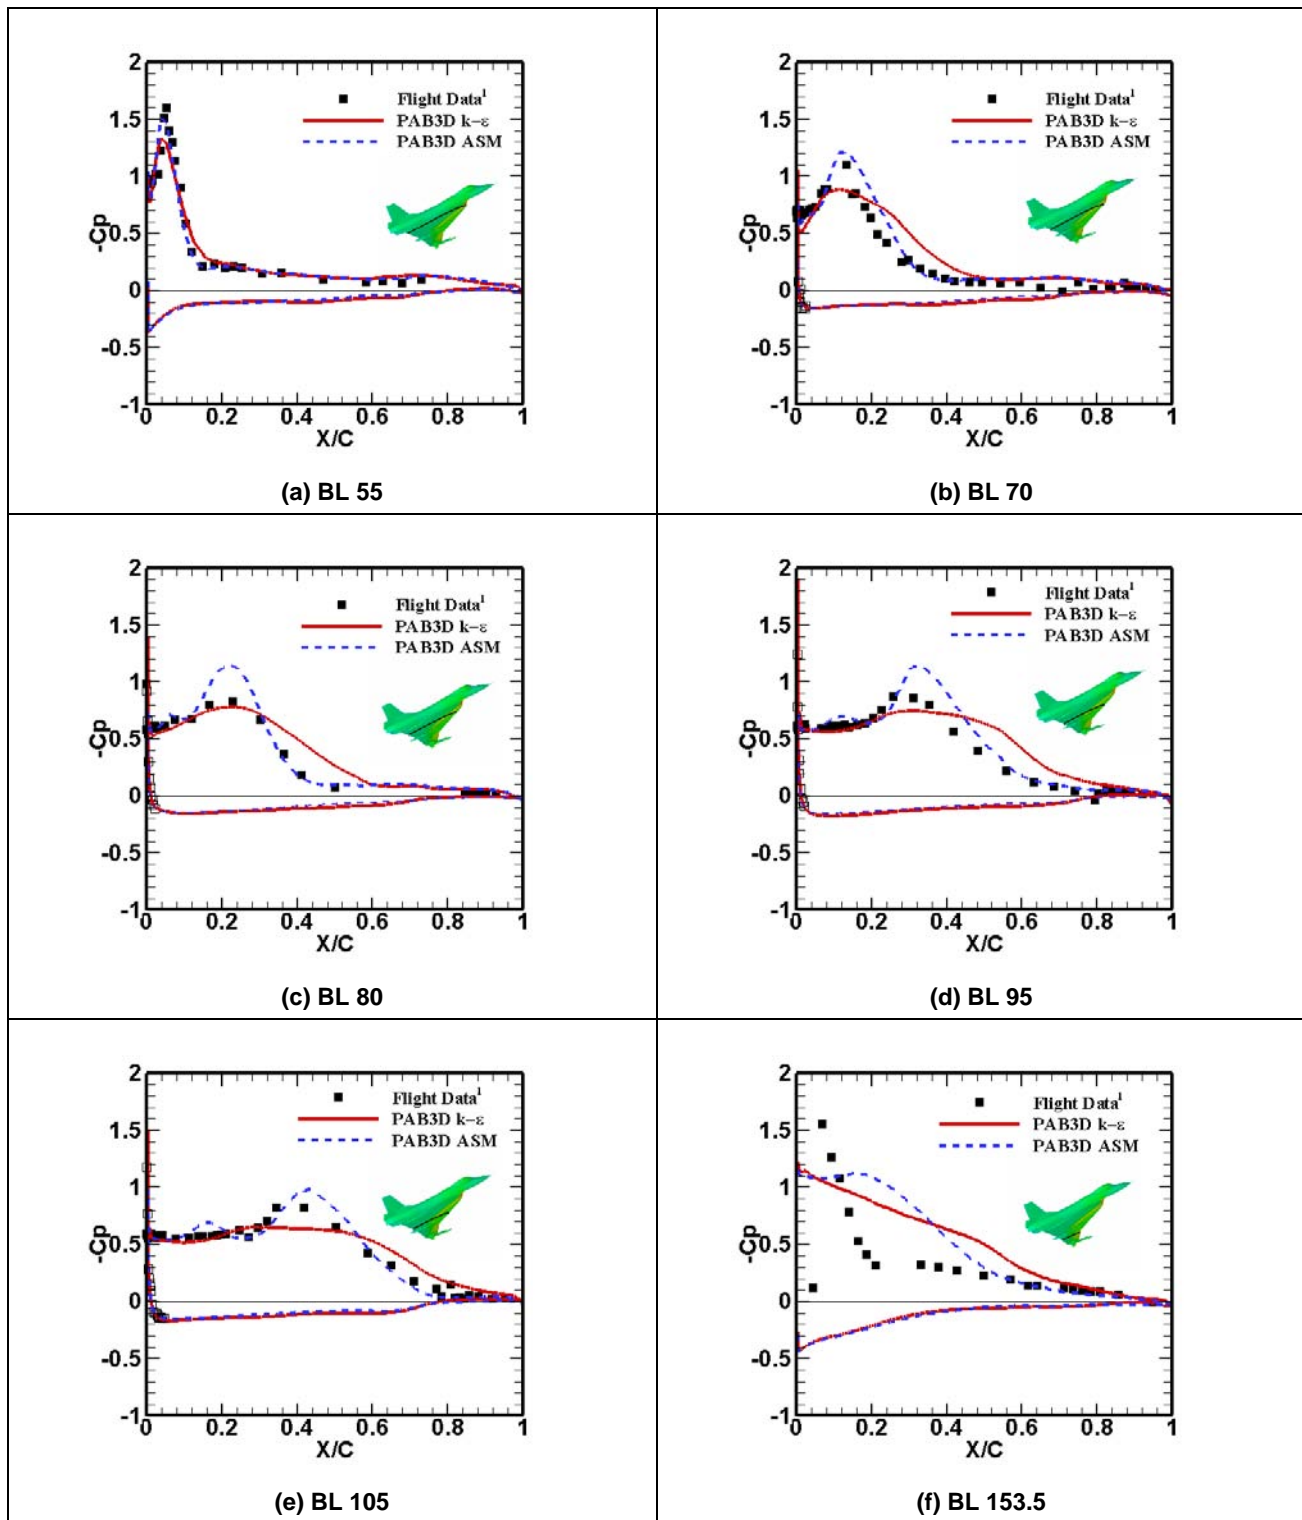 2
1.5
1
0.5
0
-0.5
-1
-Cp
Flight Data1
PAB3D k-ε
PAB3D ASM
0 0.2 0.4 0.6 0.8 1
X/C
(a) BL 55
2
1.5
1
0.5
0
-0.5
-1
-Cp
Flight Data1
PAB3D k-ε
PAB3D ASM
0 0.2 0.4 0.6 0.8 1
X/C
(b) BL 70
2
1.5
1
0.5
0
-0.5
-1
-Cp
Flight Data1
PAB3D k-ε
PAB3D ASM
0 0.2 0.4 0.6 0.8 1
X/C
(c) BL 80
2
1.5
1
0.5
0
-0.5
-1
-Cp
Flight Data1
PAB3D k-ε
PAB3D ASM
0 0.2 0.4 0.6 0.8 1
X/C
(d) BL 95
2
1.5
1
0.5
0
-0.5
-1
-Cp
Flight Data1
PAB3D k-ε
PAB3D ASM
0 0.2 0.4 0.6 0.8 1
X/C
(e) BL 105
2
1.5
1
0.5
0
-0.5
-1
-Cp
Flight Data1
PAB3D k-ε
PAB3D ASM
0 0.2 0.4 0.6 0.8 1
X/C
(f) BL 153.5